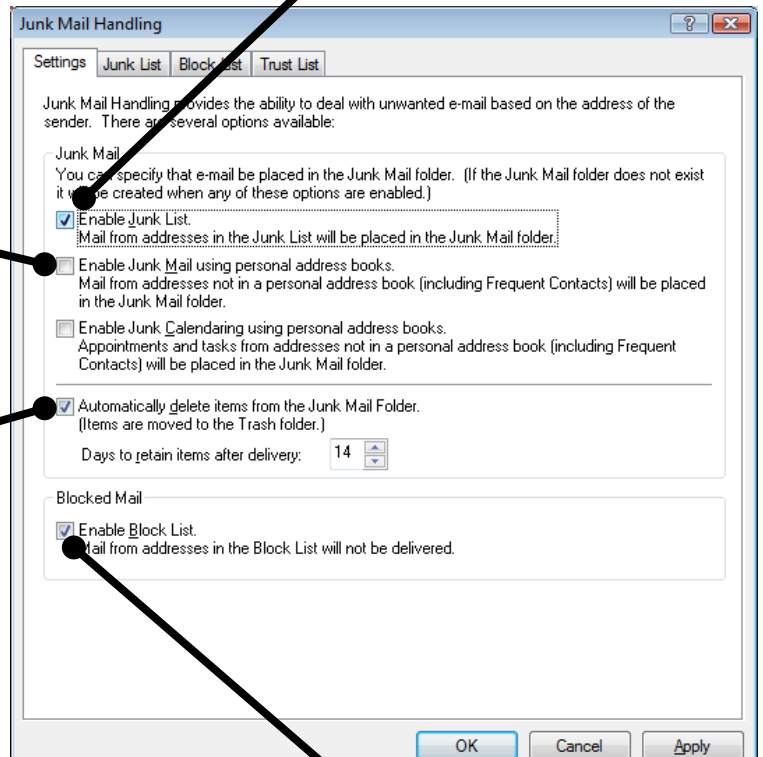 Junk Mail Handling
Settings Junk List Block List Trust List
Junk Mail Handling provides the ability to deal with unwanted e-mail based on the address of the
sender. There are several options available:
Junk Mail
You can specify that e-mail be placed in the Junk Mail folder. (If the Junk Mail folder does not exist
it will be created when any of these options are enabled.)
Enable Junk List.
Mail from addresses in the Junk List will be placed in the Junk Mail folder.
Enable Junk Mail using personal address books.
Mail from addresses not in a personal address book (including Frequent Contacts) will be placed
in the Junk Mail folder.
Enable Junk Calendaring using personal address books.
Appointments and tasks from addresses not in a personal address book (including Frequent
Contacts) will be placed in the Junk Mail folder.
Automatically delete items from the Junk Mail Folder.
(Items are moved to the Trash folder.)
Days to retain items after delivery: 14
Blocked Mail
Enable Block List.
Mail from addresses in the Block List will not be delivered.
OK Cancel Apply